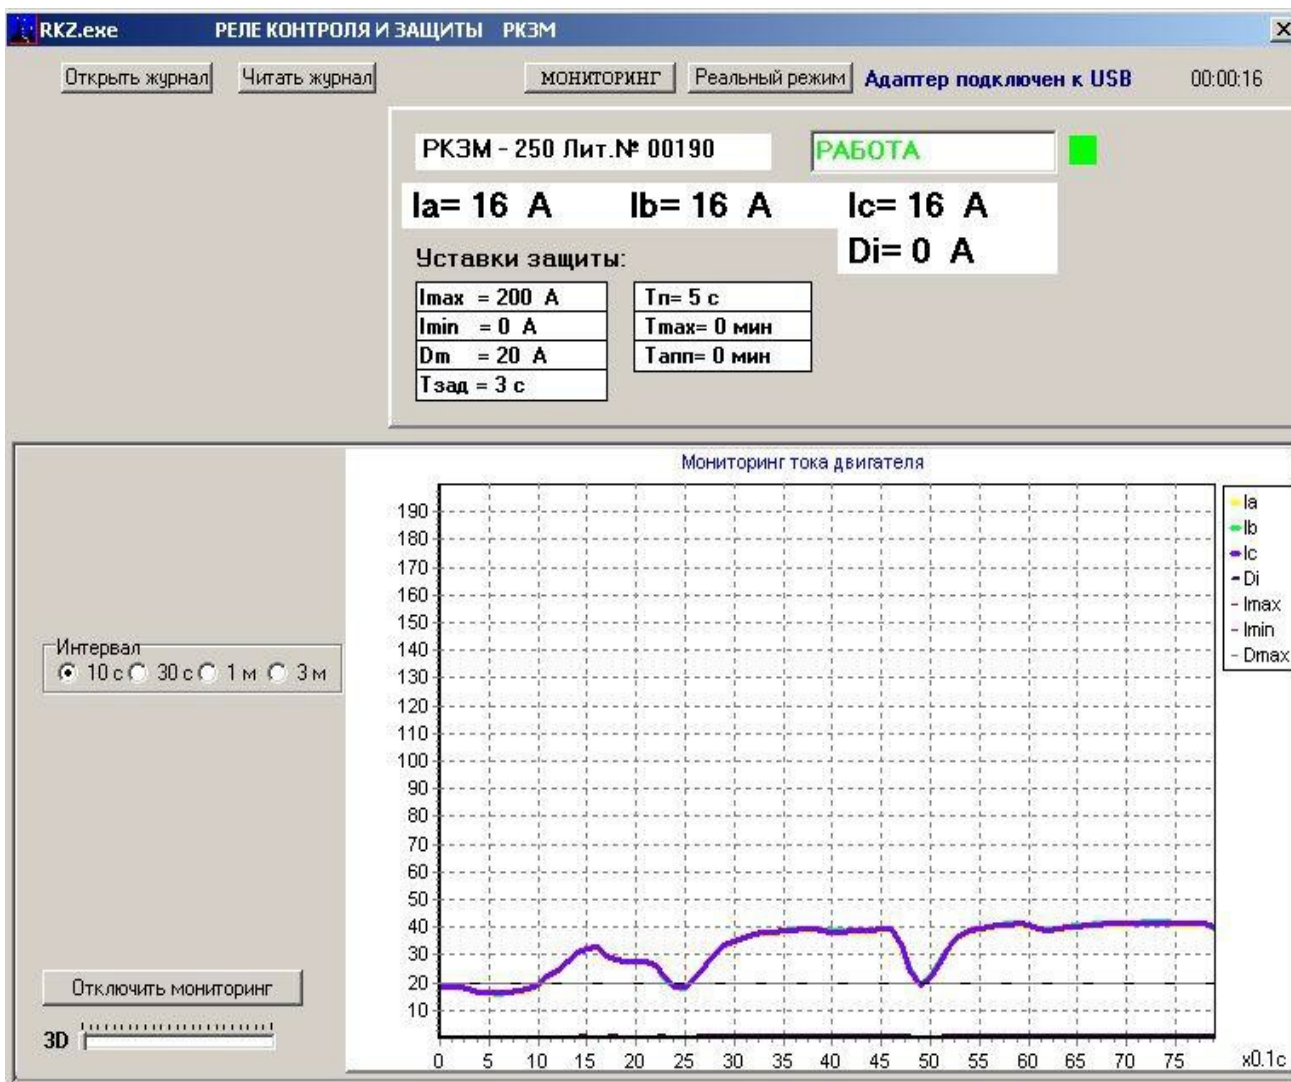 RKZ.exe РЕЛЕ КОНТРОЛЯ И ЗАЩИТЫ РКЗМ
Открыть журнал Читать журнал МОНИТОРИНГ Реальный режим Адаптер подключен к USB 00:00:16
РКЗМ - 250 Лит.№ 00190 РАБОТА
Ia= 16 A Ib= 16 A Ic= 16 A
Di= 0 A
Уставки защиты:
Imax = 200 A Тп= 5 с
Imin = 0 A Tmax= 0 мин
Dm = 20 A Тапп= 0 мин
Тзад = 3 с
Мониторинг тока двигателя
190
180
170
160
150
140
130
120
110
100
90
80
70
60
50
40
30
20
10
0 5 10 15 20 25 30 35 40 45 50 55 60 65 70 75 x0.1c
Ia
Ib
Ic
Di
Imax
Imin
Dmax
Интервал
10 с 30 с 1 м 3 м
Отключить мониторинг
3D